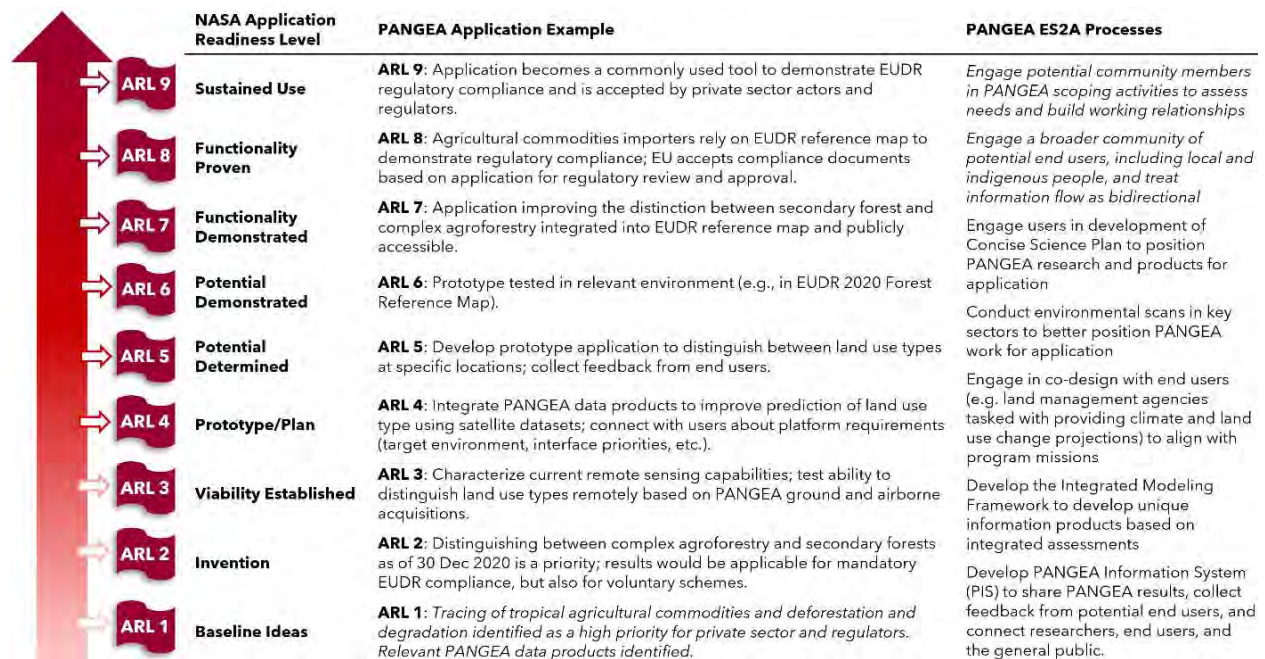 NASA Application
Readiness Level
PANGEA Application Example
PANGEA ES2A Processes
ARL 9
Sustained Use
ARL 9: Application becomes a commonly used tool to demonstrate EUDR
regulatory compliance and is accepted by private sector actors and
regulators.
ARL 8
Functionality
Proven
ARL 8: Agricultural commodities importers rely on EUDR reference map to
demonstrate regulatory compliance; EU accepts compliance documents
based on application for regulatory review and approval.
ARL 7
Functionality
Demonstrated
ARL 7: Application improving the distinction between secondary forest and
complex agroforestry integrated into EUDR reference map and publicly
accessible.
ARL 6
Potential
Demonstrated
ARL 6: Prototype tested in relevant environment (e.g., in EUDR 2020 Forest
Reference Map).
ARL 5
Potential
Determined
ARL 5: Develop prototype application to distinguish between land use types
at specific locations; collect feedback from end users.
ARL 4
Prototype/Plan
ARL 4: Integrate PANGEA data products to improve prediction of land use
type using satellite datasets; connect with users about platform requirements
(target environment, interface priorities, etc.).
ARL 3
Viability Established
ARL 3: Characterize current remote sensing capabilities; test ability to
distinguish land use types remotely based on PANGEA ground and airborne
acquisitions.
ARL 2
Invention
ARL 2: Distinguishing between complex agroforestry and secondary forests
as of 30 Dec 2020 is a priority; results would be applicable for mandatory
EUDR compliance, but also for voluntary schemes.
ARL 1
Baseline Ideas
ARL 1: Tracing of tropical agricultural commodities and deforestation and
degradation identified as a high priority for private sector and regulators.
Relevant PANGEA data products identified.
Engage potential community members
in PANGEA scoping activities to assess
needs and build working relationships
Engage a broader community of
potential end users, including local and
indigenous people, and treat
information flow as bidirectional
Engage users in development of
Concise Science Plan to position
PANGEA research and products for
application
Conduct environmental scans in key
sectors to better position PANGEA
work for application
Engage in co-design with end users
(e.g. land management agencies
tasked with providing climate and land
use change projections) to align with
program missions
Develop the Integrated Modeling
Framework to develop unique
information products based on
integrated assessments
Develop PANGEA Information System
(PIS) to share PANGEA results, collect
feedback from potential end users, and
connect researchers, end users, and
the general public.